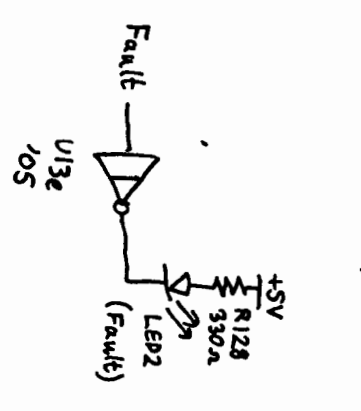 Fault
U13e
'05
+5V
R128
330Ω
LED2
(Fault)